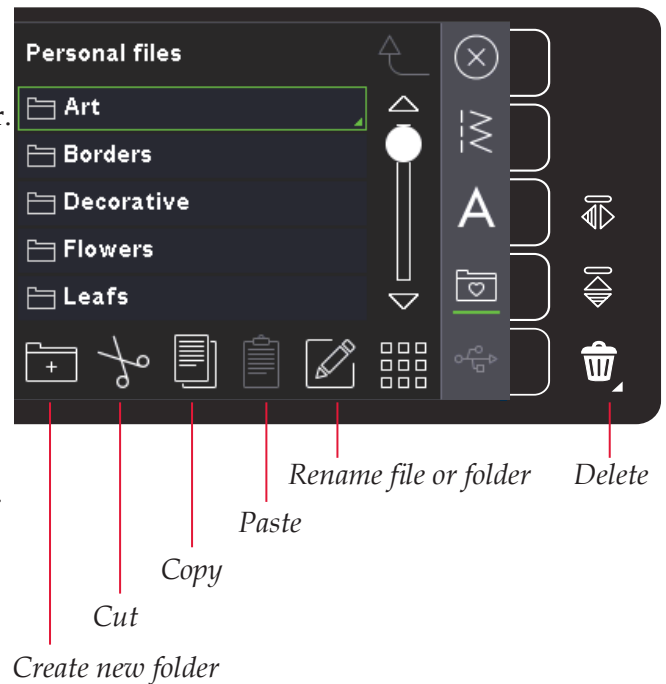 Personal files
r.
Art
Borders
Decorative
A
Flowers
Leafs
Rename file or folder
Delete
Paste
Copy
Cut
Create new folder